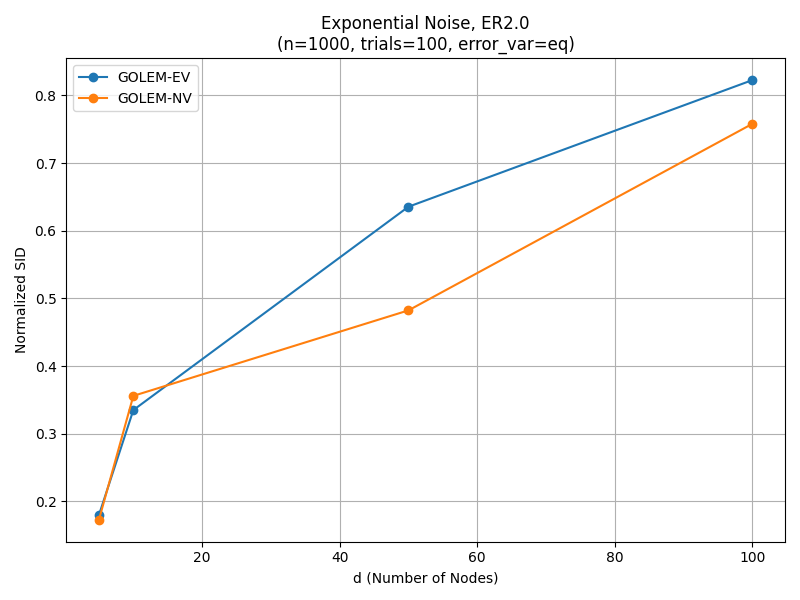 Exponential Noise, ER2.0
(n=1000, trials=100, error_var=eq)
GOLEM-EV
GOLEM-NV
Normalized SID
0.8
0.7
0.6
0.5
0.4
0.3
0.2
20 40 60 80 100
d (Number of Nodes)